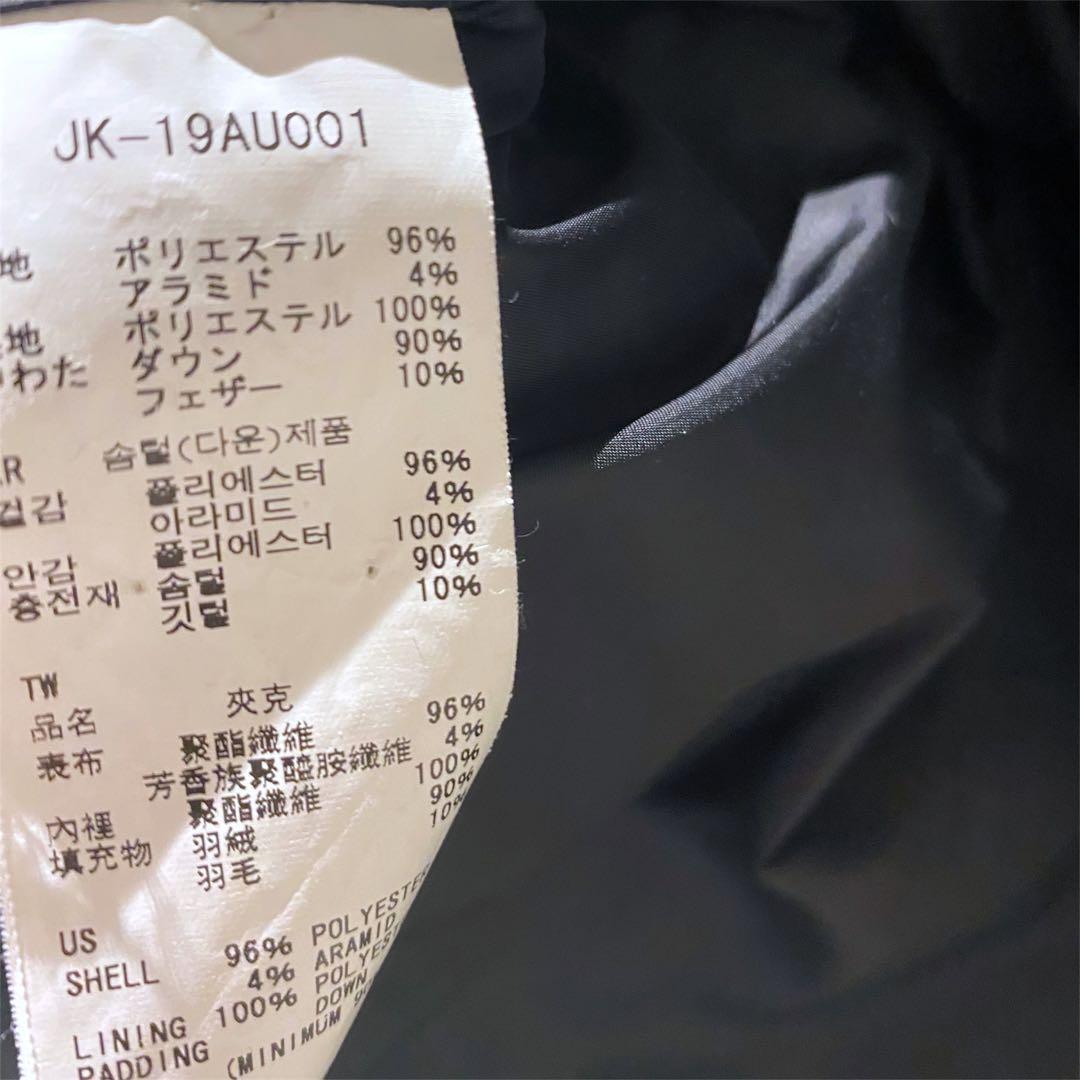 JK-19AU001
地 ポリエステル 96%
アラミド 4%
地 ポリエステル 100%
わた ダウン 90%
フェザー 10%
솜털(다운)제품
겉감 폴리에스터 96%
아라미드 4%
안감 폴리에스터 100%
충전재 솜털 90%
깃털 10%
TW
品名 夾克
表布 聚酯纖維 96%
芳香族聚醯胺纖維 4%
內裡 聚酯纖維 100%
填充物 羽絨 90%
羽毛 10%
US
SHELL 96% POLYESTER
4% ARAMID
LINING 100%
PADDING DOWN
(MINIMUM